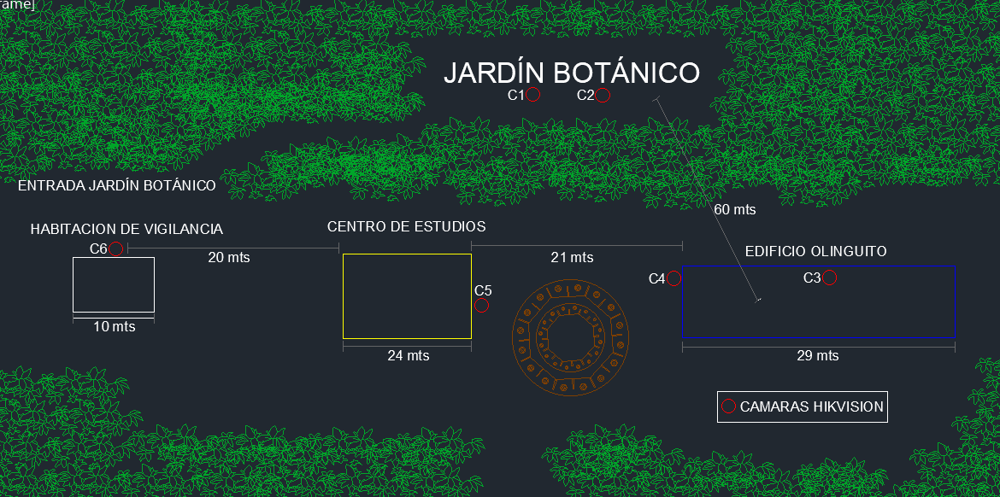 rame]
JARDÍN BOTÁNICO
C1
C2
ENTRADA JARDÍN BOTÁNICO
60 mts
HABITACION DE VIGILANCIA
CENTRO DE ESTUDIOS
C6
20 mts
21 mts
EDIFICIO OLINGUITO
C4
C3
C5
10 mts
24 mts
29 mts
CAMARAS HIKVISION